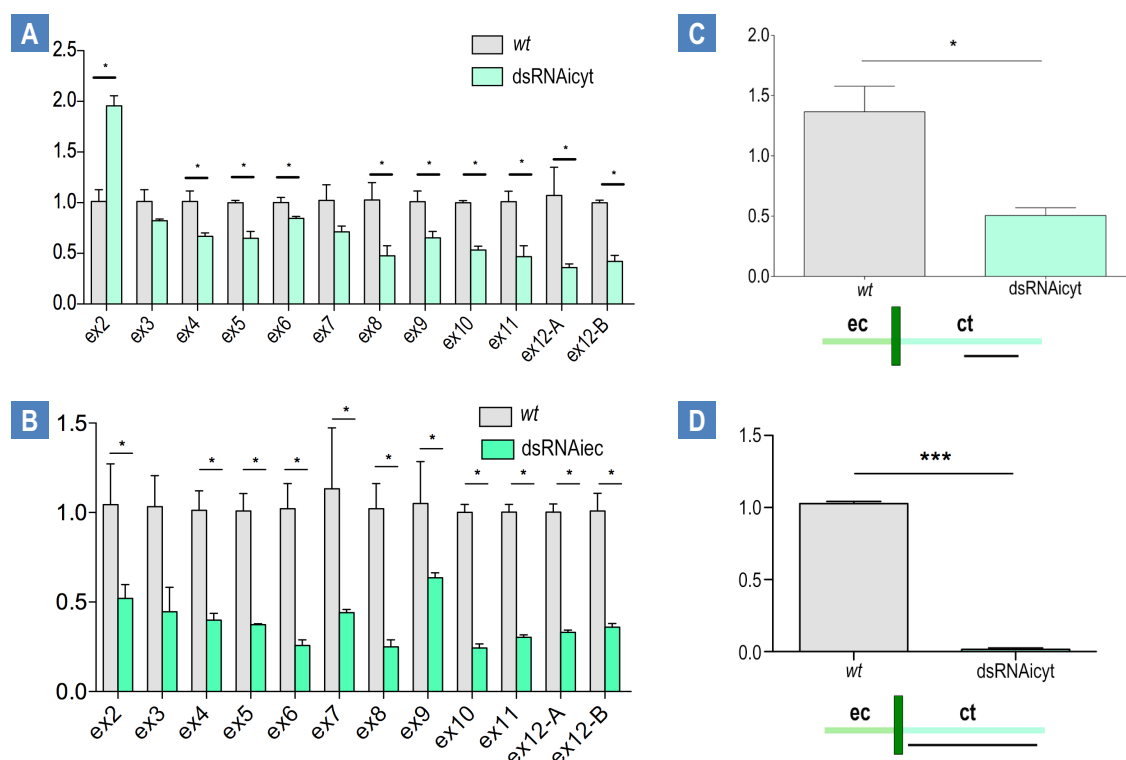 A
wt
dsRNAicyt
2.5
2.0
1.5
1.0
0.5
0.0
* * * * * * * * * *
ex2 ex3 ex4 ex5 ex6 ex7 ex8 ex9 ex10 ex11 ex12-A ex12-B
B
wt
dsRNAiec
1.5
1.0
0.5
0.0
* * * * * * * * * * *
ex2 ex3 ex4 ex5 ex6 ex7 ex8 ex9 ex10 ex11 ex12-A ex12-B
C
2.0
1.5
1.0
0.5
0.0
*
wt dsRNAicyt
ec ct
D
1.5
1.0
0.5
0.0
***
wt dsRNAicyt
ec ct